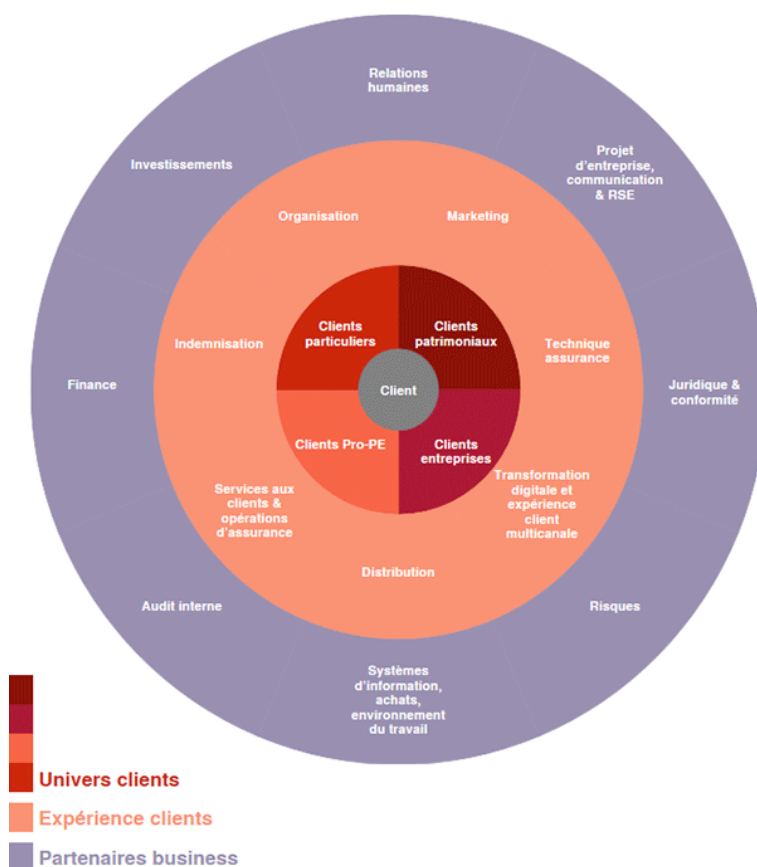 Relations
humaines
Projet
d'entreprise,
communication
& RSE
Investissements
Organisation
Marketing
Clients
particuliers
Clients
patrimoniaux
Indemnisation
Technique
assurance
Finance
Client
Juridique &
conformité
Clients Pro-PE
Clients
entreprises
Services aux
clients &
opérations
d'assurance
Transformation
digitale et
expérience
client
multicanale
Distribution
Audit interne
Risques
Systèmes
d'information,
achats,
environnement
du travail
Univers clients
Expérience clients
Partenaires business